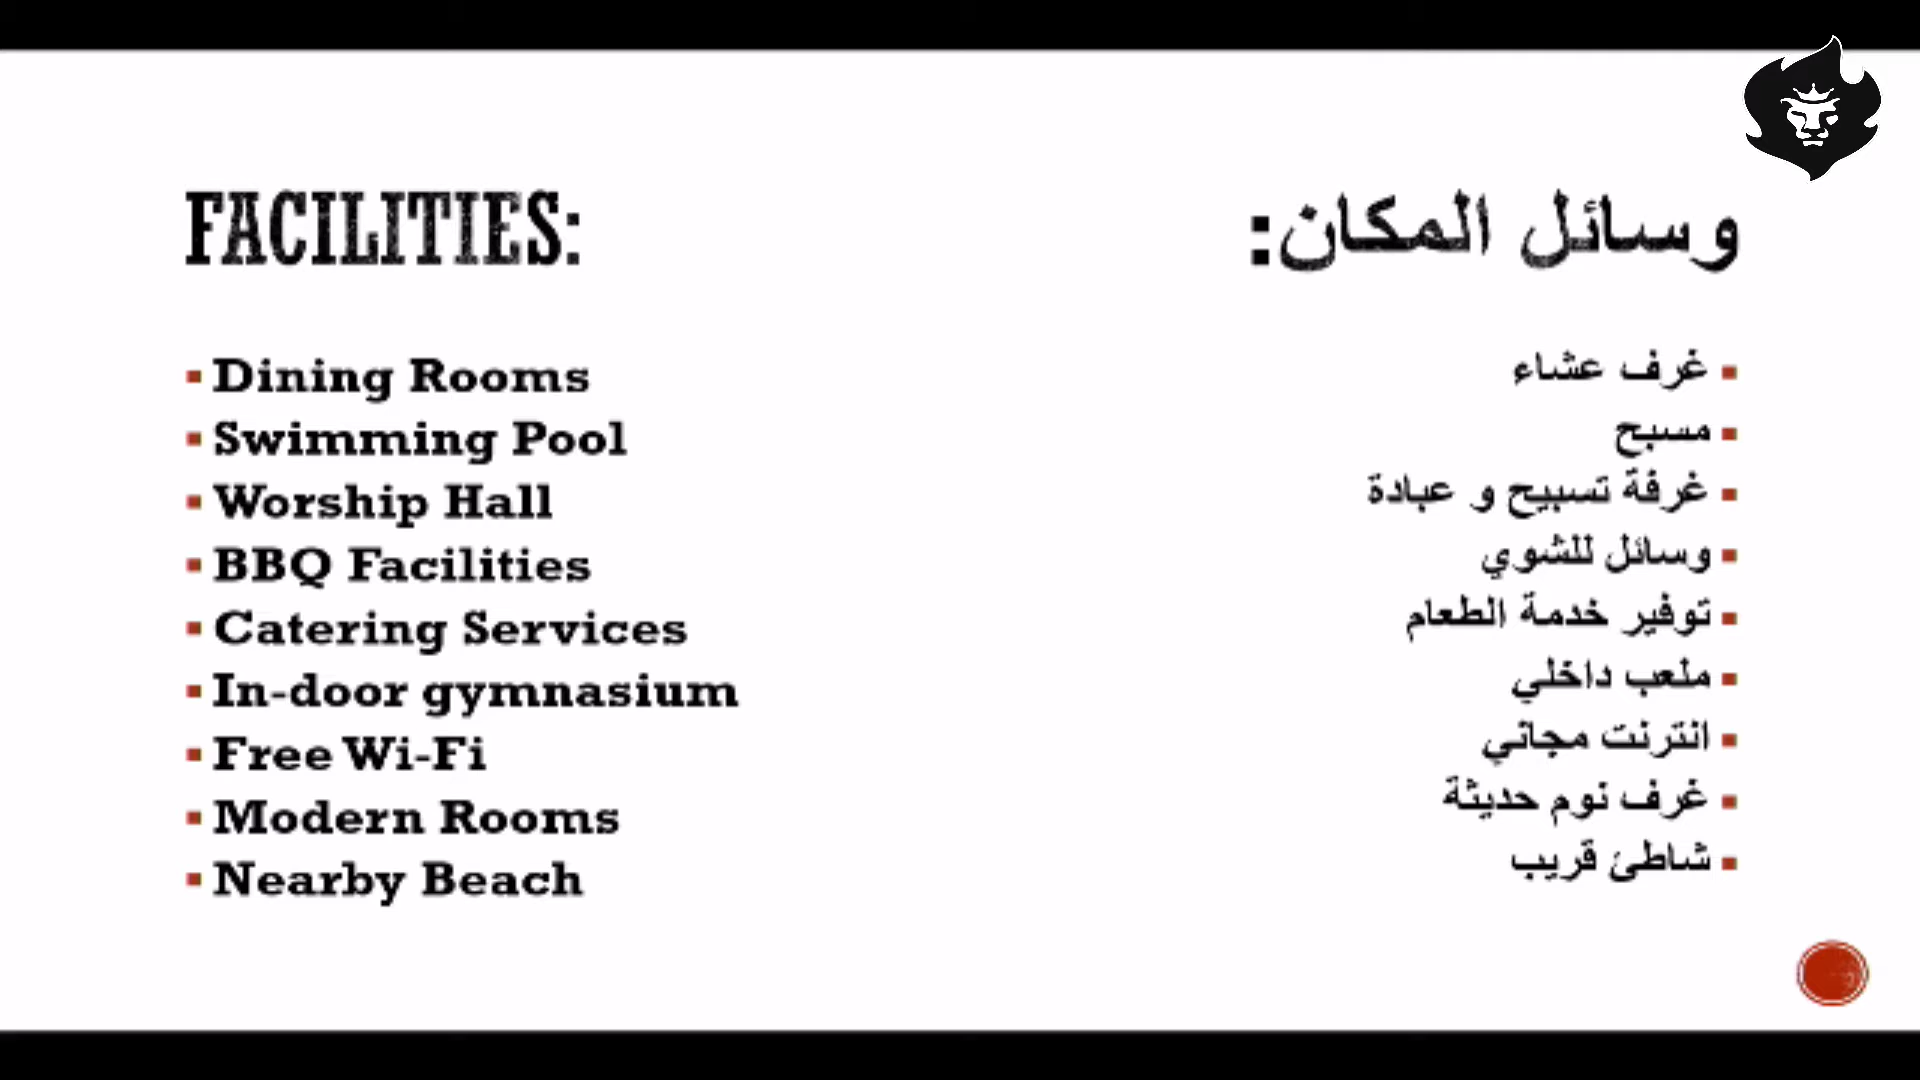 FACILITIES:
Dining Rooms
Swimming Pool
Worship Hall
BBQ Facilities
Catering Services
In-door gymnasium
Free Wi-Fi
Modern Rooms
Nearby Beach
وسائل المكان:
غرف عشاء
مسبح
غرفة تسبيح و عبادة
وسائل للشوي
توفير خدمة الطعام
ملعب داخلي
انترنت مجاني
غرف نوم حديثة
شاطئ قريب